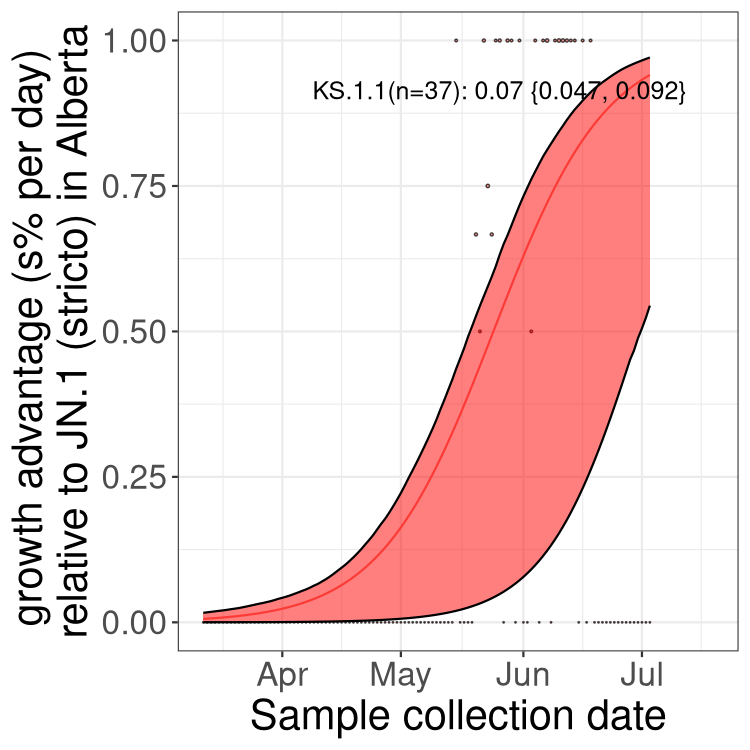 growth advantage (s% per day)
relative to JN.1 (stricto) in Alberta
1.00
0.75
0.50
0.25
0.00
KS.1.1(n=37): 0.07 {0.047, 0.092}
Apr May Jun Jul
Sample collection date